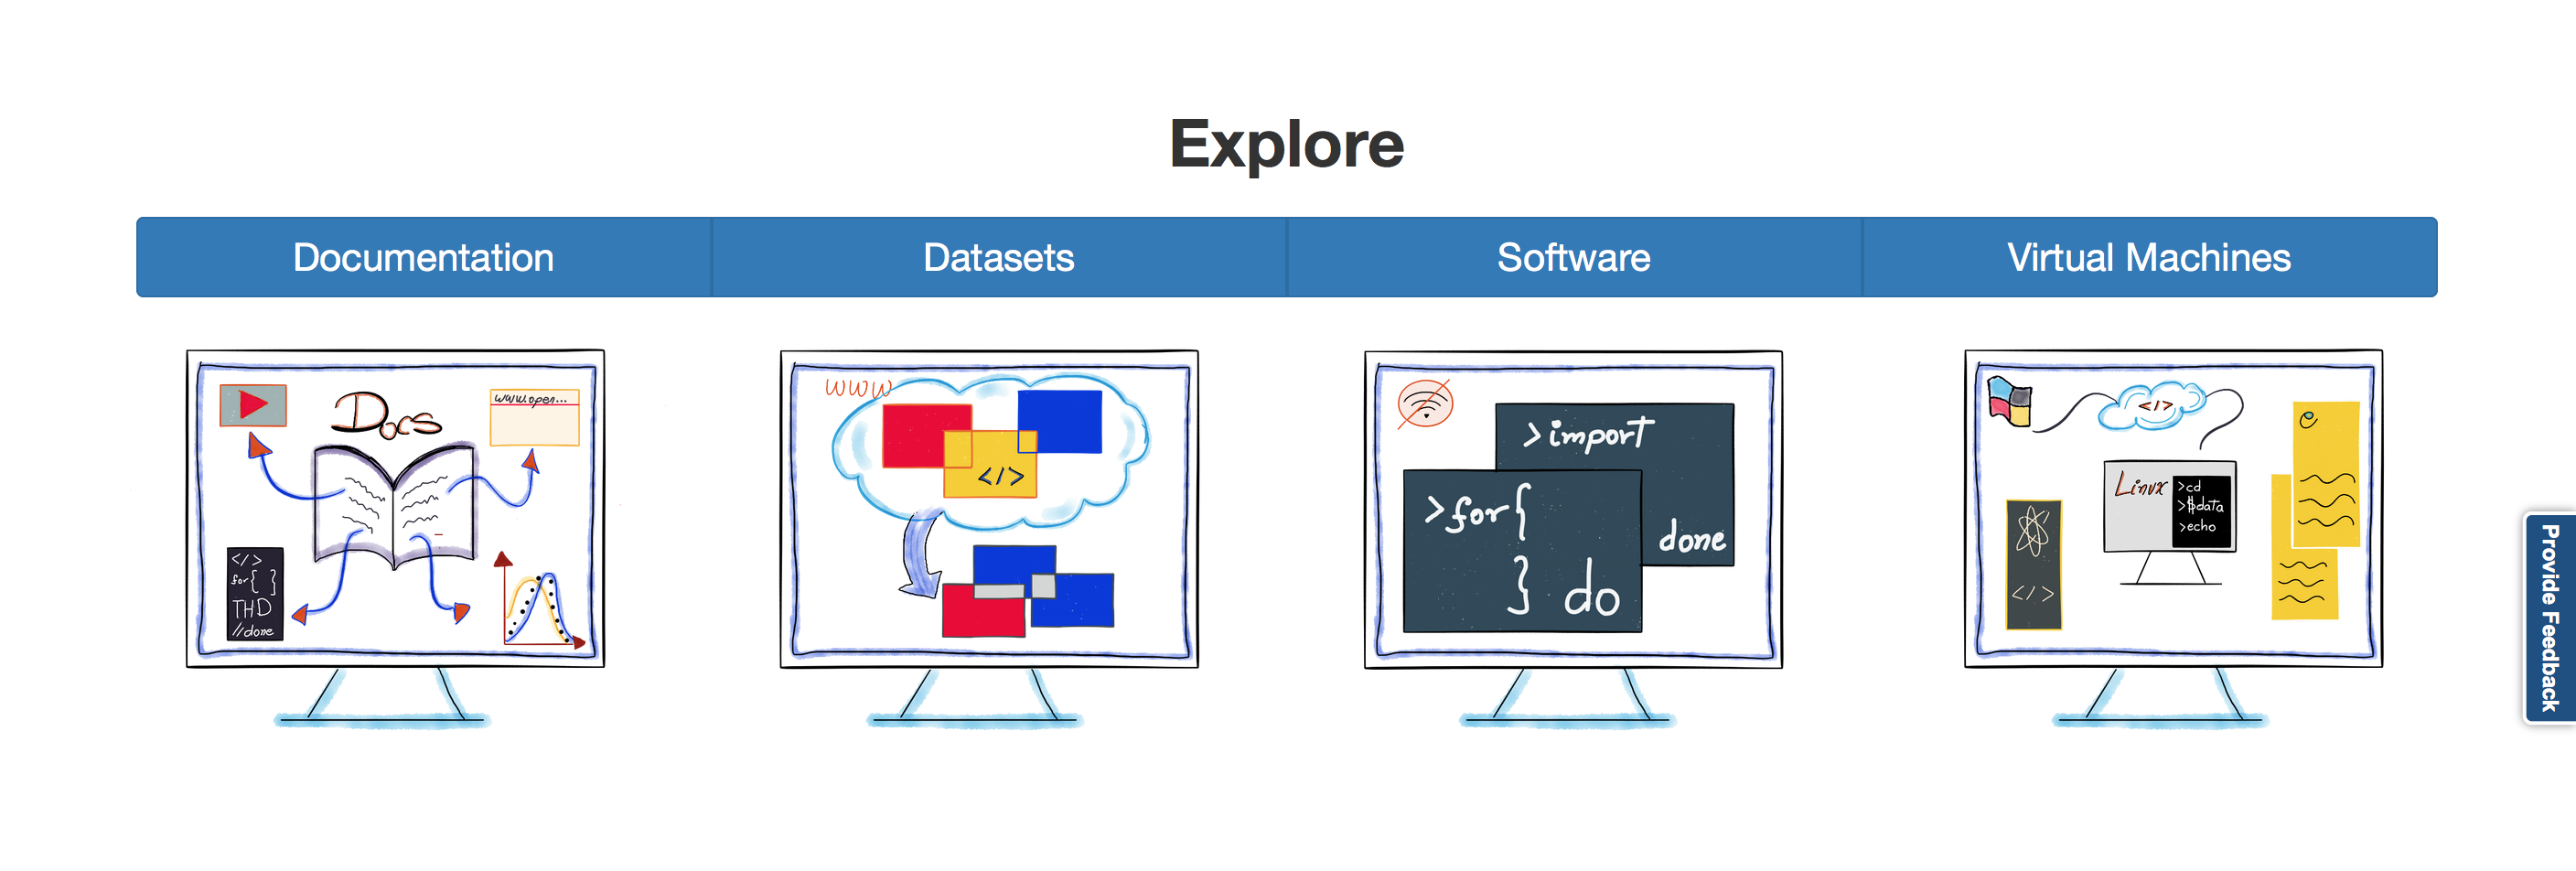 Explore
Documentation
Datasets
Software
Virtual Machines
Docs
www.open...
</>
for{ }
THD
//done
www
</>
>import
>for{
done
} do
</>
e
Linux
>cd
>$data
>echo
</>
Provide Feedback